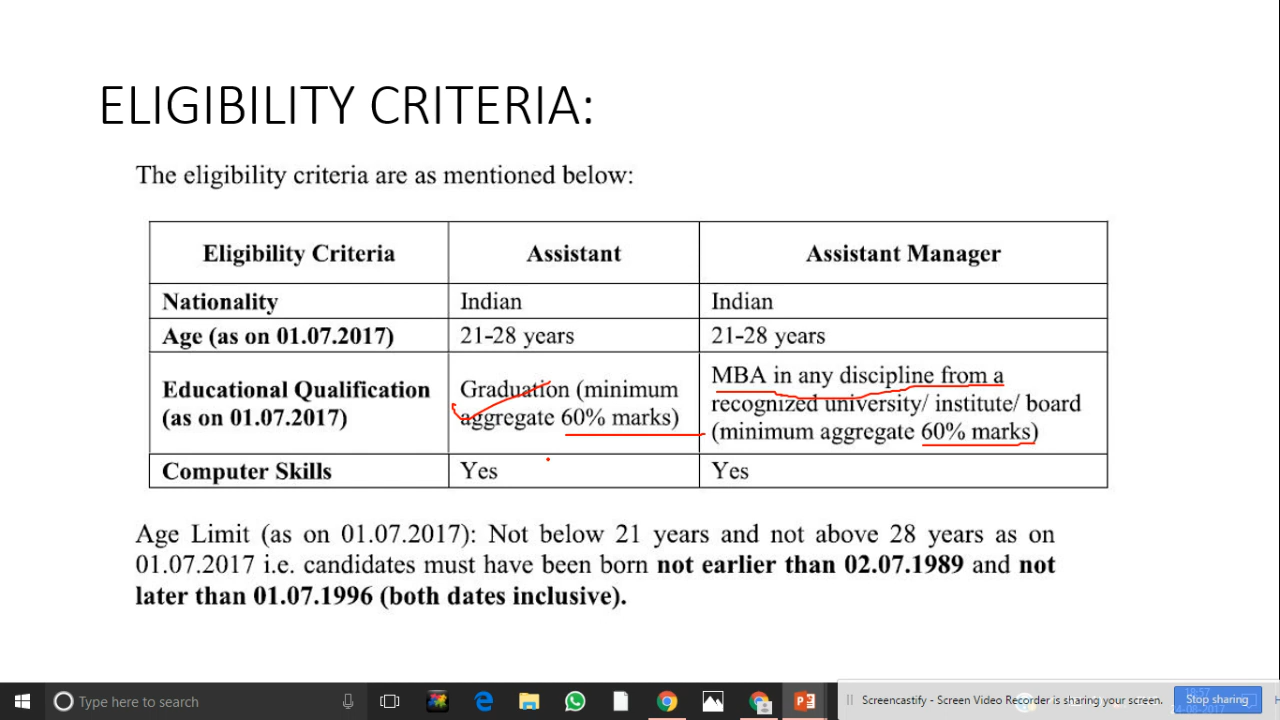 ELIGIBILITY CRITERIA:
The eligibility criteria are as mentioned below:
Eligibility Criteria Assistant Assistant Manager
Nationality Indian Indian
Age (as on 01.07.2017) 21-28 years 21-28 years
Educational Qualification
(as on 01.07.2017)
Graduation (minimum
aggregate 60% marks)
MBA in any discipline from a
recognized university/ institute/ board
(minimum aggregate 60% marks)
Computer Skills Yes Yes
Age Limit (as on 01.07.2017): Not below 21 years and not above 28 years as on
01.07.2017 i.e. candidates must have been born not earlier than 02.07.1989 and not
later than 01.07.1996 (both dates inclusive).
Type here to search
Screencastify - Screen Video Recorder is sharing your screen.
Stop sharing
18:57